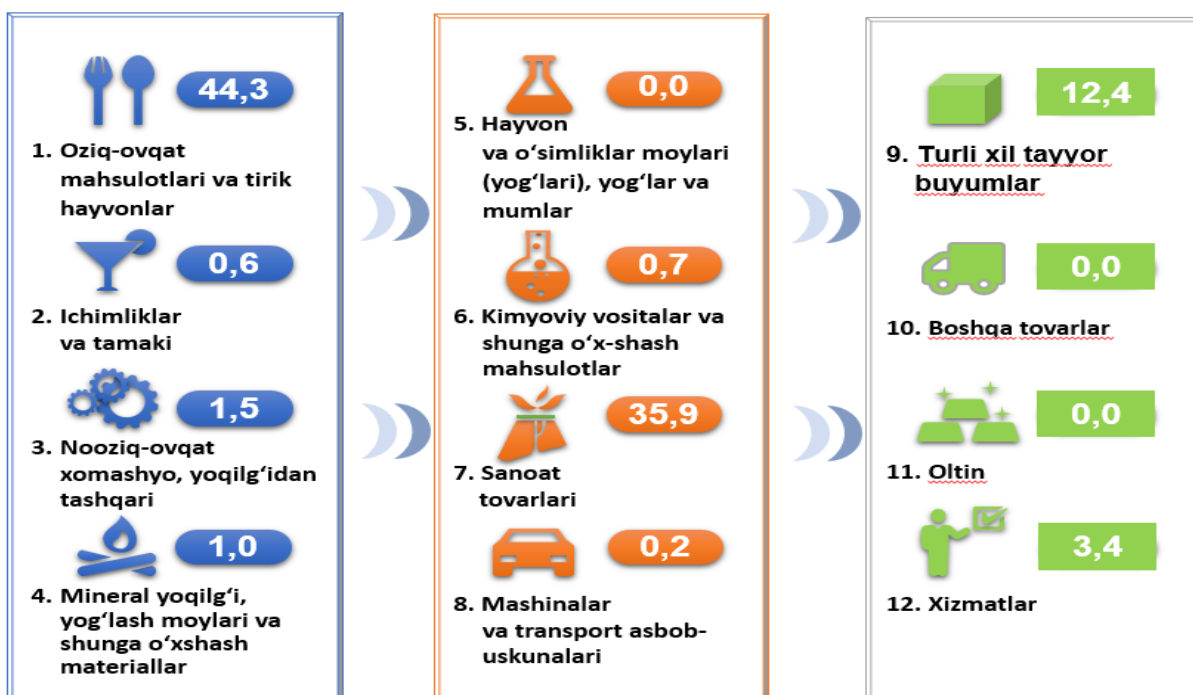 44,3
1. Oziq-ovqat
mahsulotlari va tirik
hayvonlar
0,6
2. Ichimliklar
va tamaki
1,5
3. Nooziq-ovqat
xomashyo, yoqilg‘idan
tashqari
1,0
4. Mineral yoqilg‘i,
yog‘lash moylari va
shunga o‘xshash
materiallar
0,0
5. Hayvon
va o‘simliklar moylari
(yog‘lari), yog‘lar va
mumlar
0,7
6. Kimyoviy vositalar va
shunga o‘x-shash
mahsulotlar
35,9
7. Sanoat
tovarlari
0,2
8. Mashinalar
va transport asbob-
uskunalari
12,4
9. Turli xil tayyor
buyumlar
0,0
10. Boshqa tovarlar
0,0
11. Oltin
3,4
12. Xizmatlar